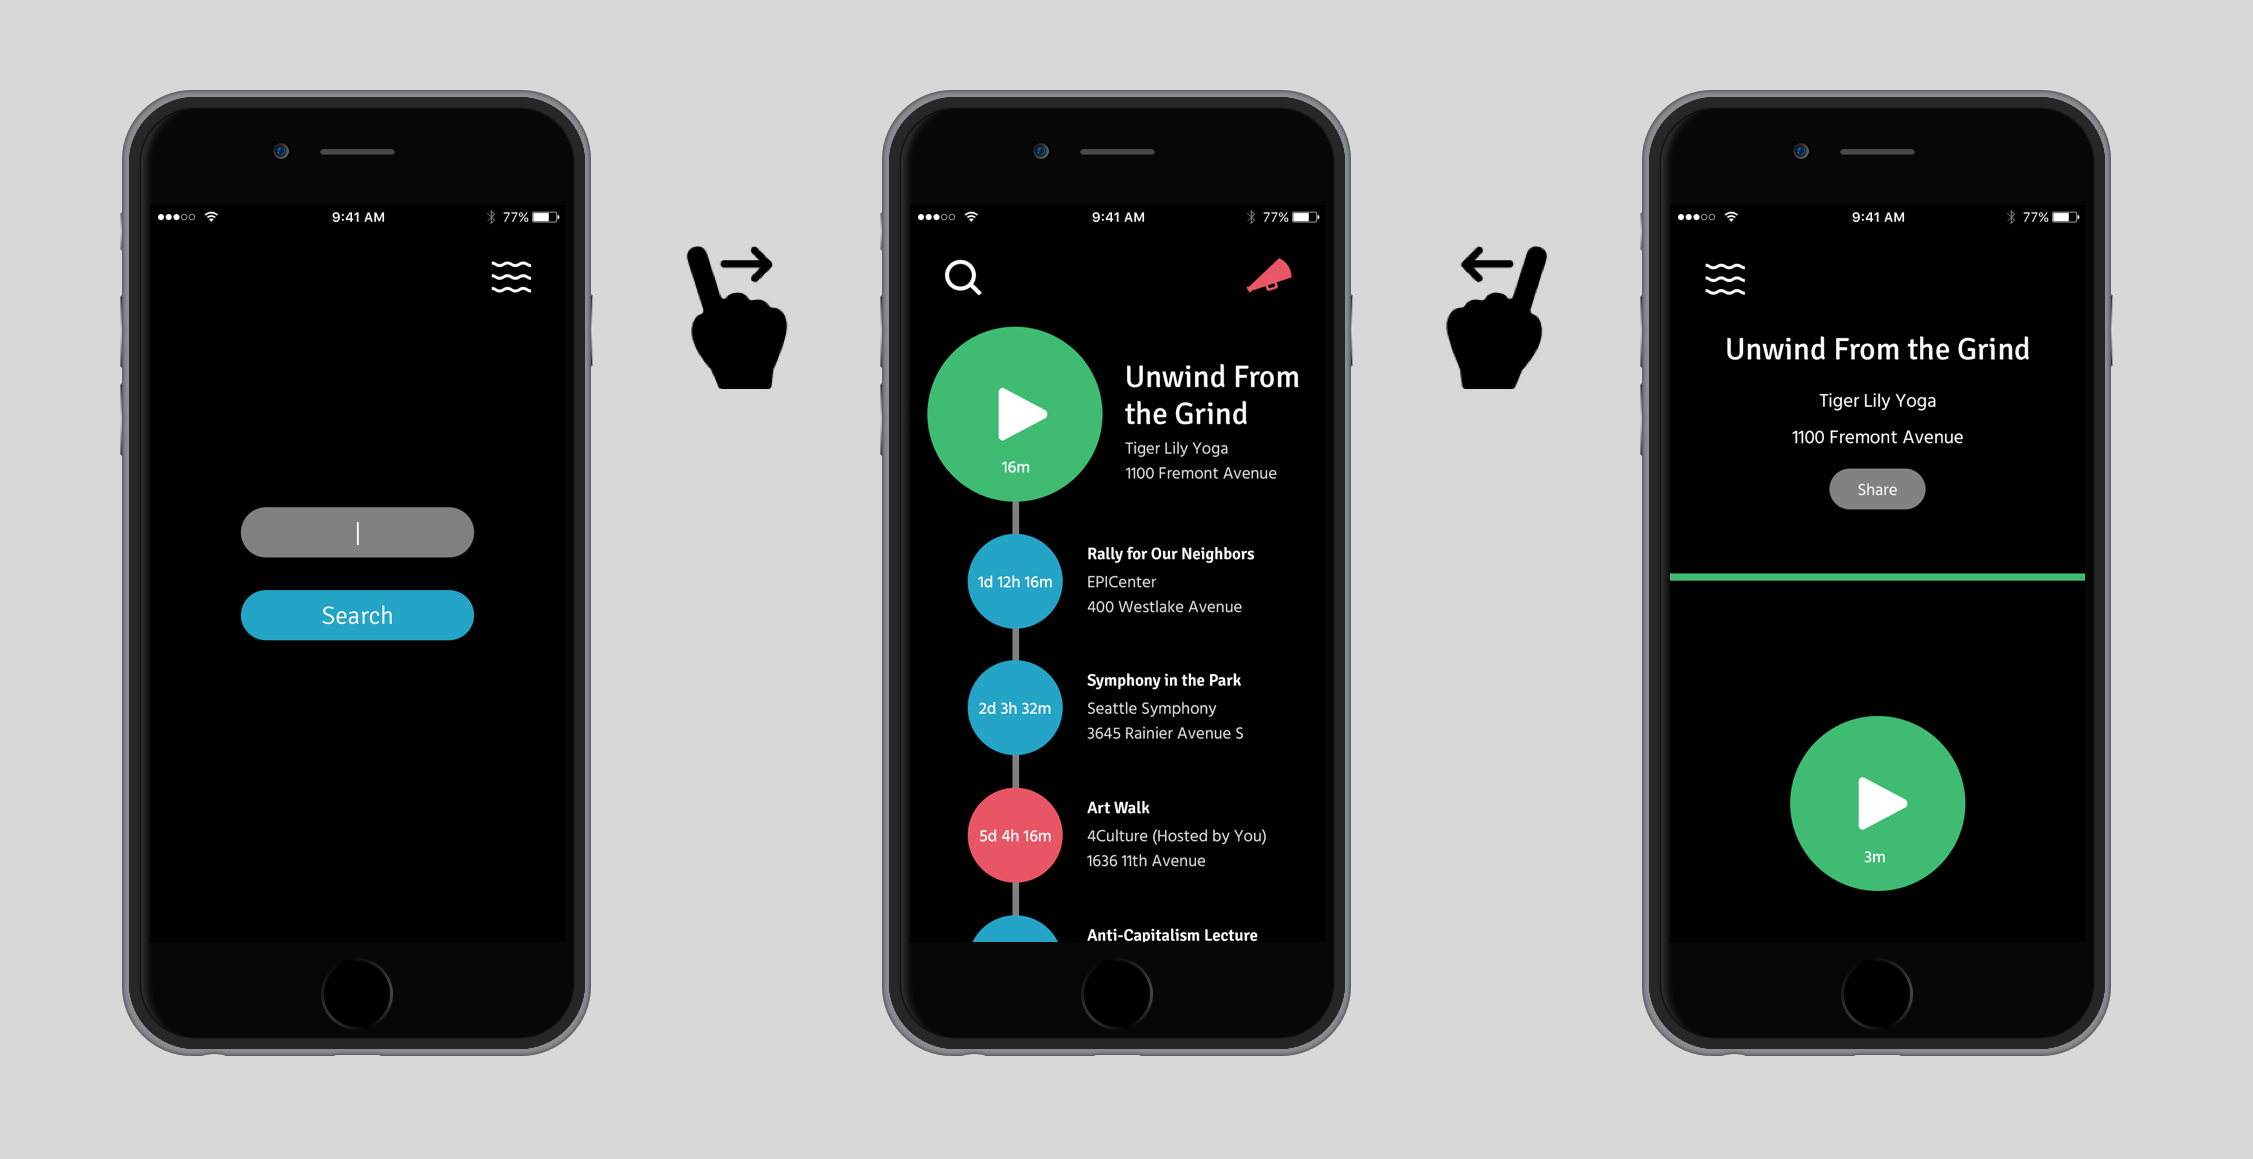 9:41 AM
77%
Search
9:41 AM
77%
Unwind From
the Grind
Tiger Lily Yoga
1100 Fremont Avenue
16m
1d 12h 16m
Rally for Our Neighbors
EPICenter
400 Westlake Avenue
2d 3h 32m
Symphony in the Park
Seattle Symphony
3645 Rainier Avenue S
5d 4h 16m
Art Walk
4Culture (Hosted by You)
1636 11th Avenue
Anti-Capitalism Lecture
9:41 AM
77%
Unwind From the Grind
Tiger Lily Yoga
1100 Fremont Avenue
Share
3m